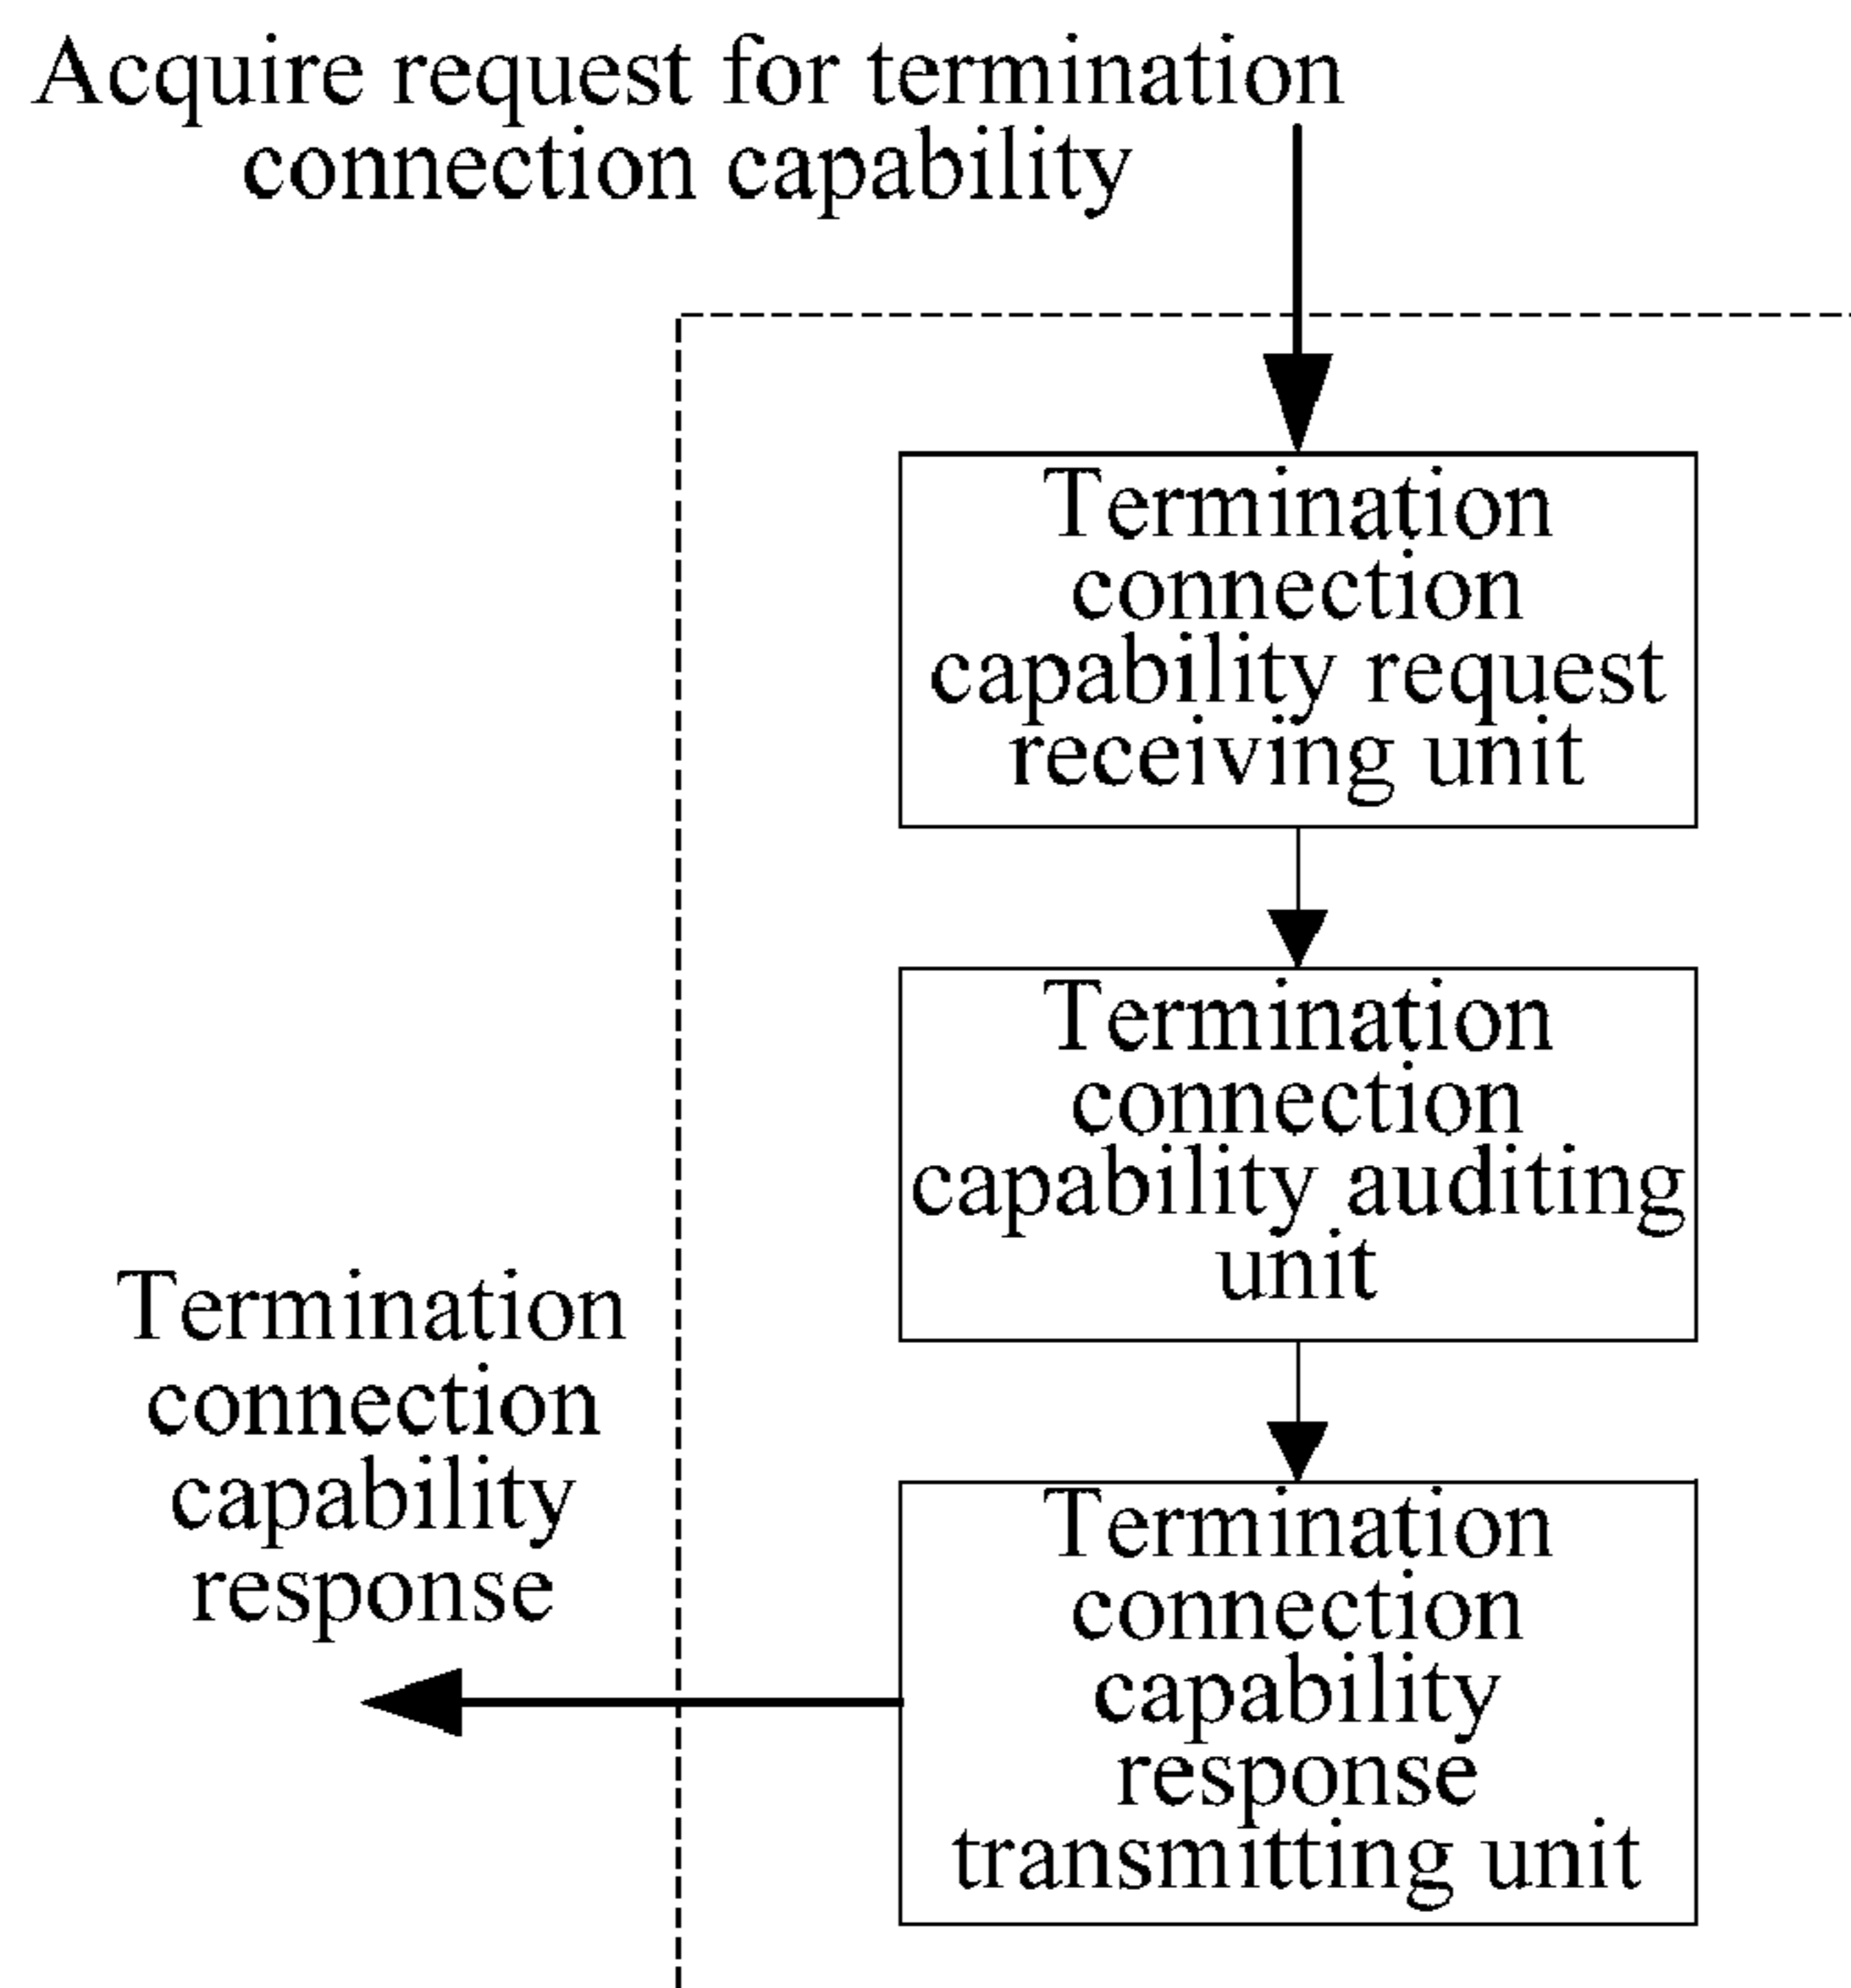 Acquire request for termination
connection capability
Termination
connection
capability request
receiving unit
Termination
connection
capability auditing
unit
Termination
connection
capability
response
Termination
connection
capability
response
transmitting unit